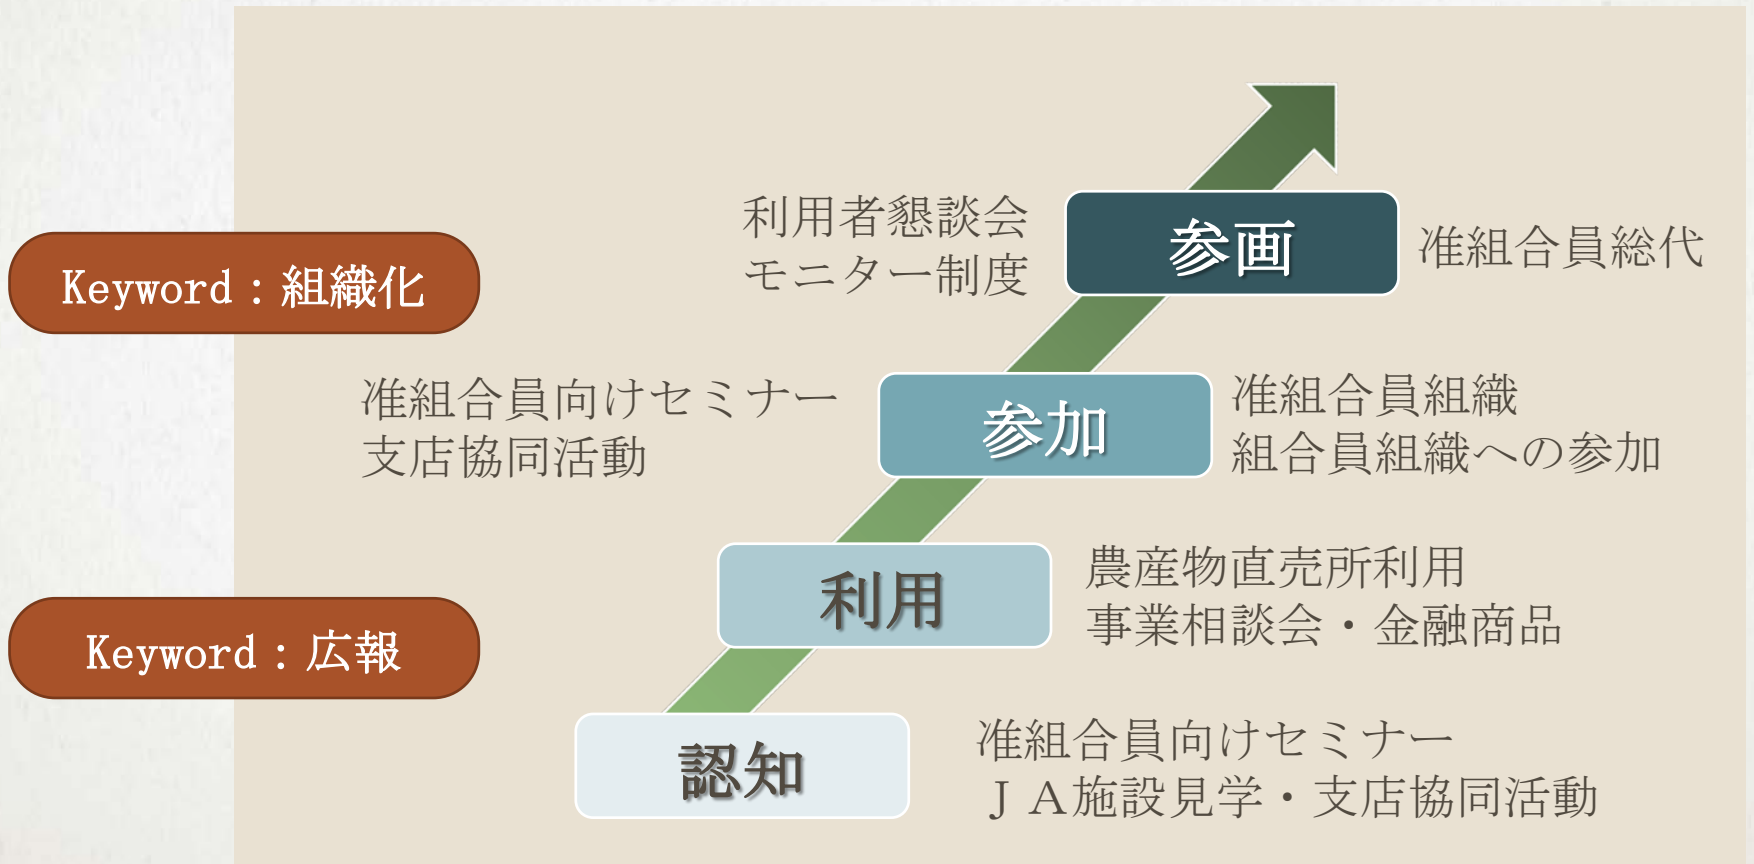 利用者懇談会
モニター制度
参画
准組合員総代
Keyword：組織化
准組合員向けセミナー
支店協同活動
参加
准組合員組織
組合員組織への参加
利用
農産物直売所利用
事業相談会・金融商品
Keyword：広報
認知
准組合員向けセミナー
ＪＡ施設見学・支店協同活動